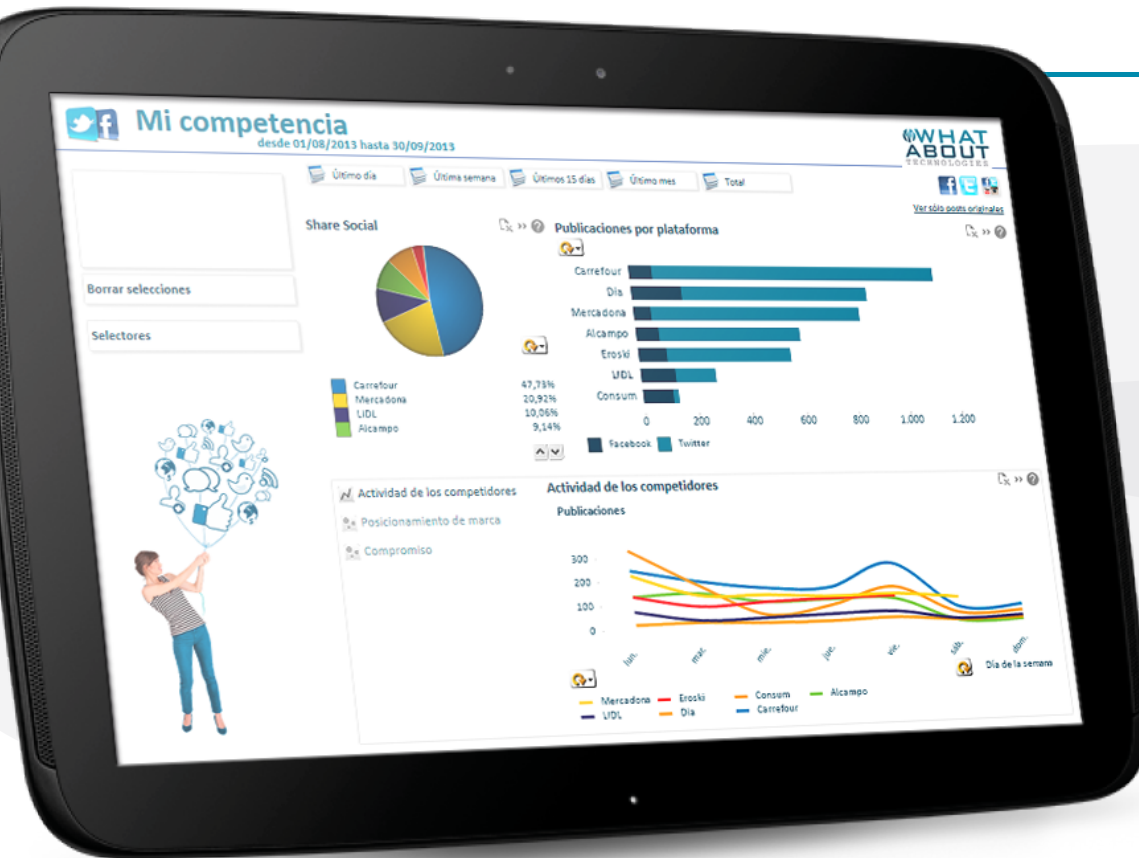 Mi competencia
desde 01/08/2013 hasta 30/09/2013
WHAT
ABOUT
TECHNOLOGIES
Último día
Última semana
Últimos 15 días
Último mes
Total
Ver sólo posts originales
Borrar selecciones
Selectores
Share Social
Carrefour 47,73%
Mercadona 20,92%
LIDL 10,06%
Alcampo 9,14%
Publicaciones por plataforma
Carrefour
Dia
Mercadona
Alcampo
Eroski
LIDL
Consum
0 200 400 600 800 1.000 1.200
Facebook Twitter
Actividad de los competidores
Posicionamiento de marca
Compromiso
Actividad de los competidores
Publicaciones
300
200
100
0
lun. mar. mie. jue. vie. sáb. dom.
Día de la semana
Mercadona Eroski Consum Alcampo
LIDL Dia Carrefour